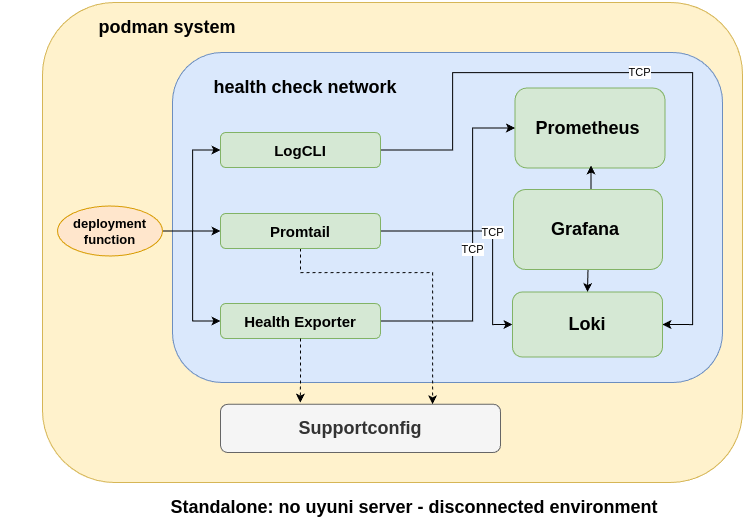 podman system
health check network
TCP
LogCLI
Prometheus
deployment
function
Promtail
TCP
TCP
Grafana
Health Exporter
Loki
Supportconfig
Standalone: no uyuni server - disconnected environment